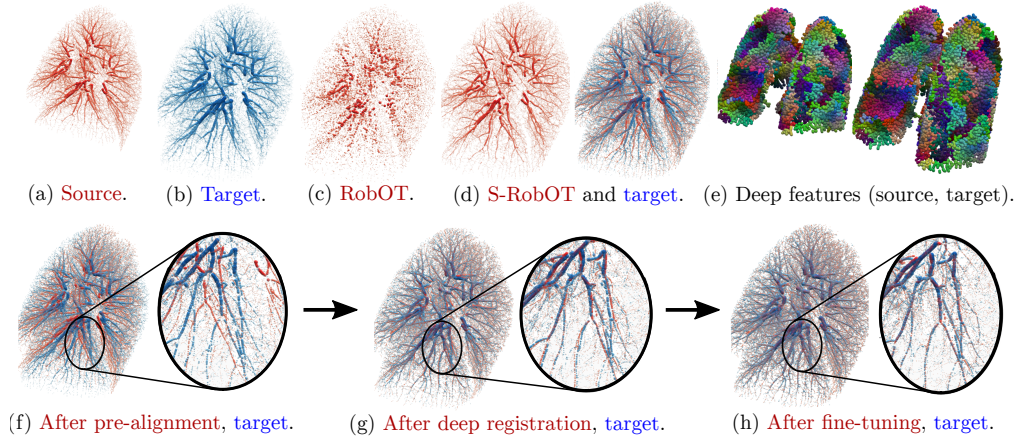 (a) Source.
(b) Target.
(c) RobOT.
(d) S-RobOT and target.
(e) Deep features (source, target).
(f) After pre-alignment, target.
(g) After deep registration, target.
(h) After fine-tuning, target.